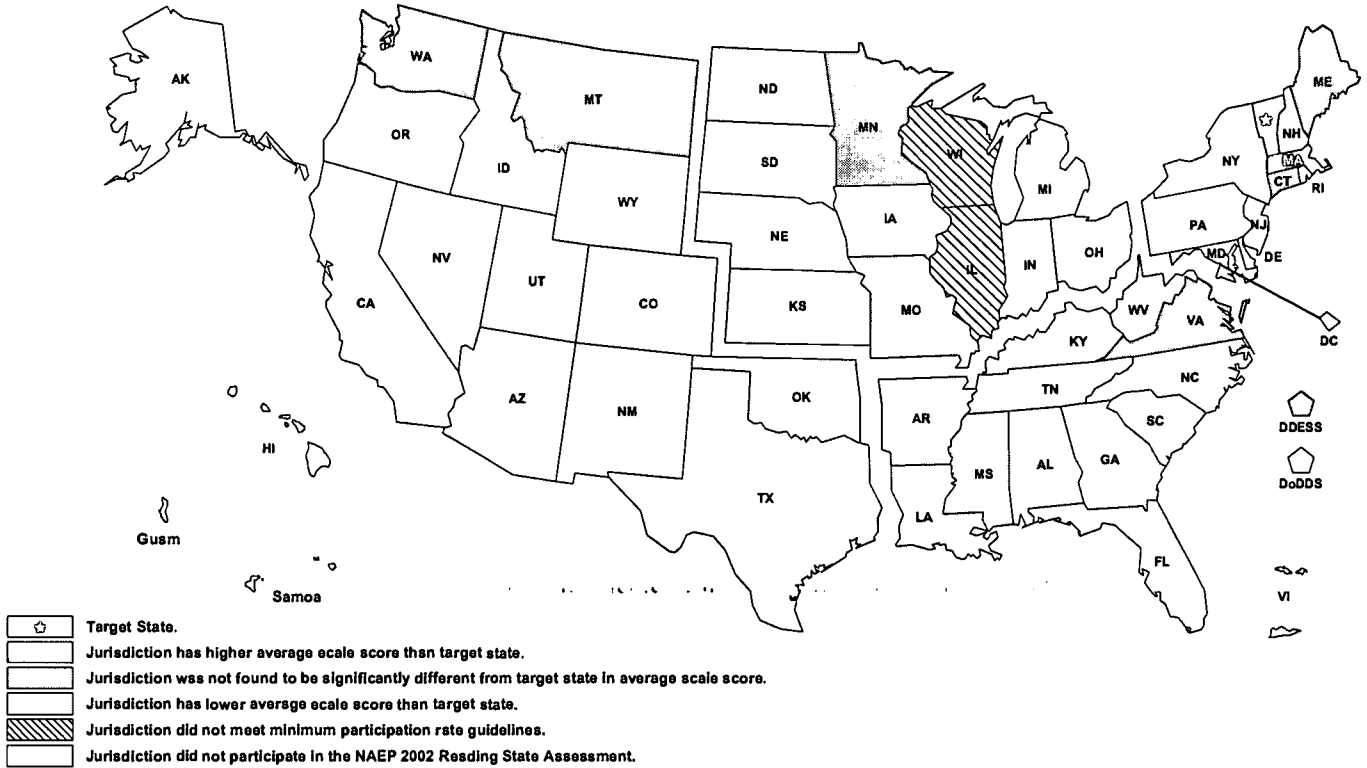 AK
WA
MT
ND
MN
ME
OR
ID
SD
WI
NH
NY
MA
CT
RI
WY
MI
IA
PA
NJ
NE
NV
UT
CO
IL
IN
OH
MD
DE
CA
KS
MO
WV
VA
KY
DC
AZ
NM
OK
TN
NC
AR
SC
DDESS
HI
MS
AL
GA
DoDDS
TX
LA
Gusm
FL
Samoa
VI
Target State.
Jurisdiction has higher average ecale score thsn target state.
Jurisdiction wss not found to be significantly different from target state in average scale score.
Jurisdiction has lower average ecale score than target state.
Jurisdiction did not meet minimum participation rste guidelines.
Jurisdiction did not participate in the NAEP 2002 Resding State Assessment.